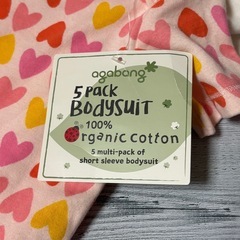 agabang
5 PACK
BODYSUIT
100%
Organic Cotton
5 multi-pack of
short sleeve bodysuit